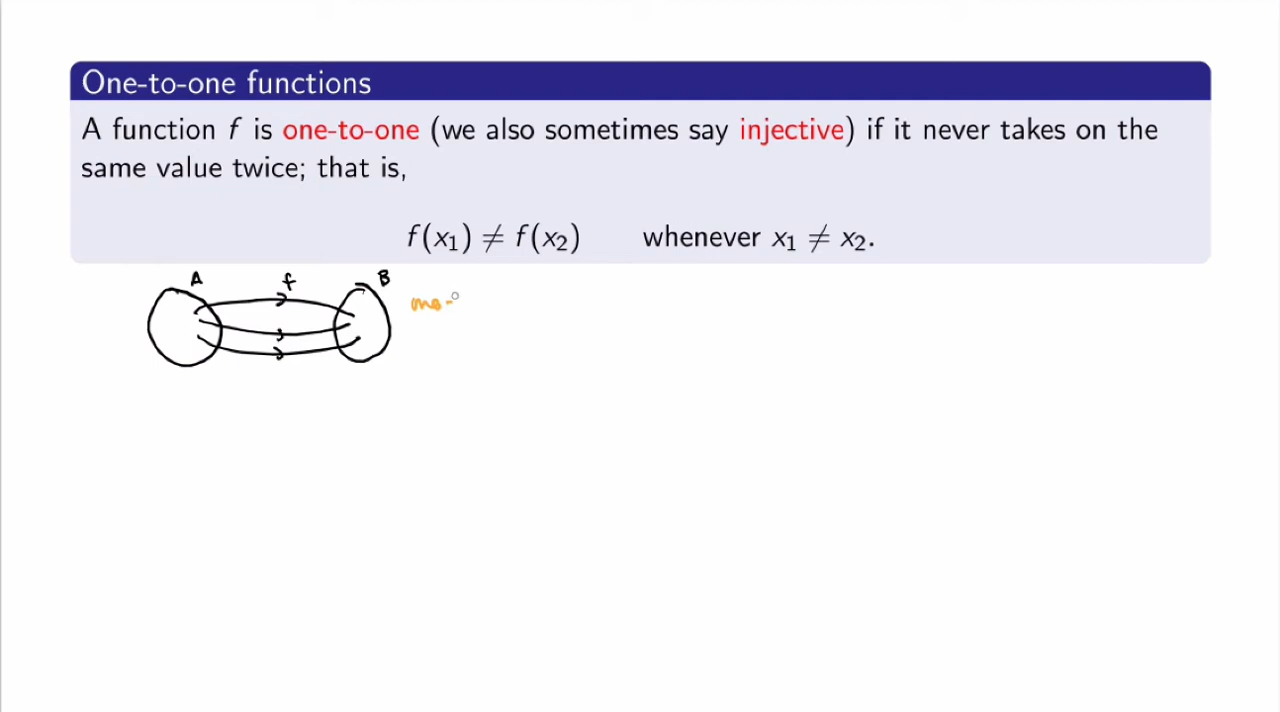 One-to-one functions
A function f is one-to-one (we also sometimes say injective) if it never takes on the
same value twice; that is,
f(x₁) ≠ f(x₂) whenever x₁ ≠ x₂.
A f B